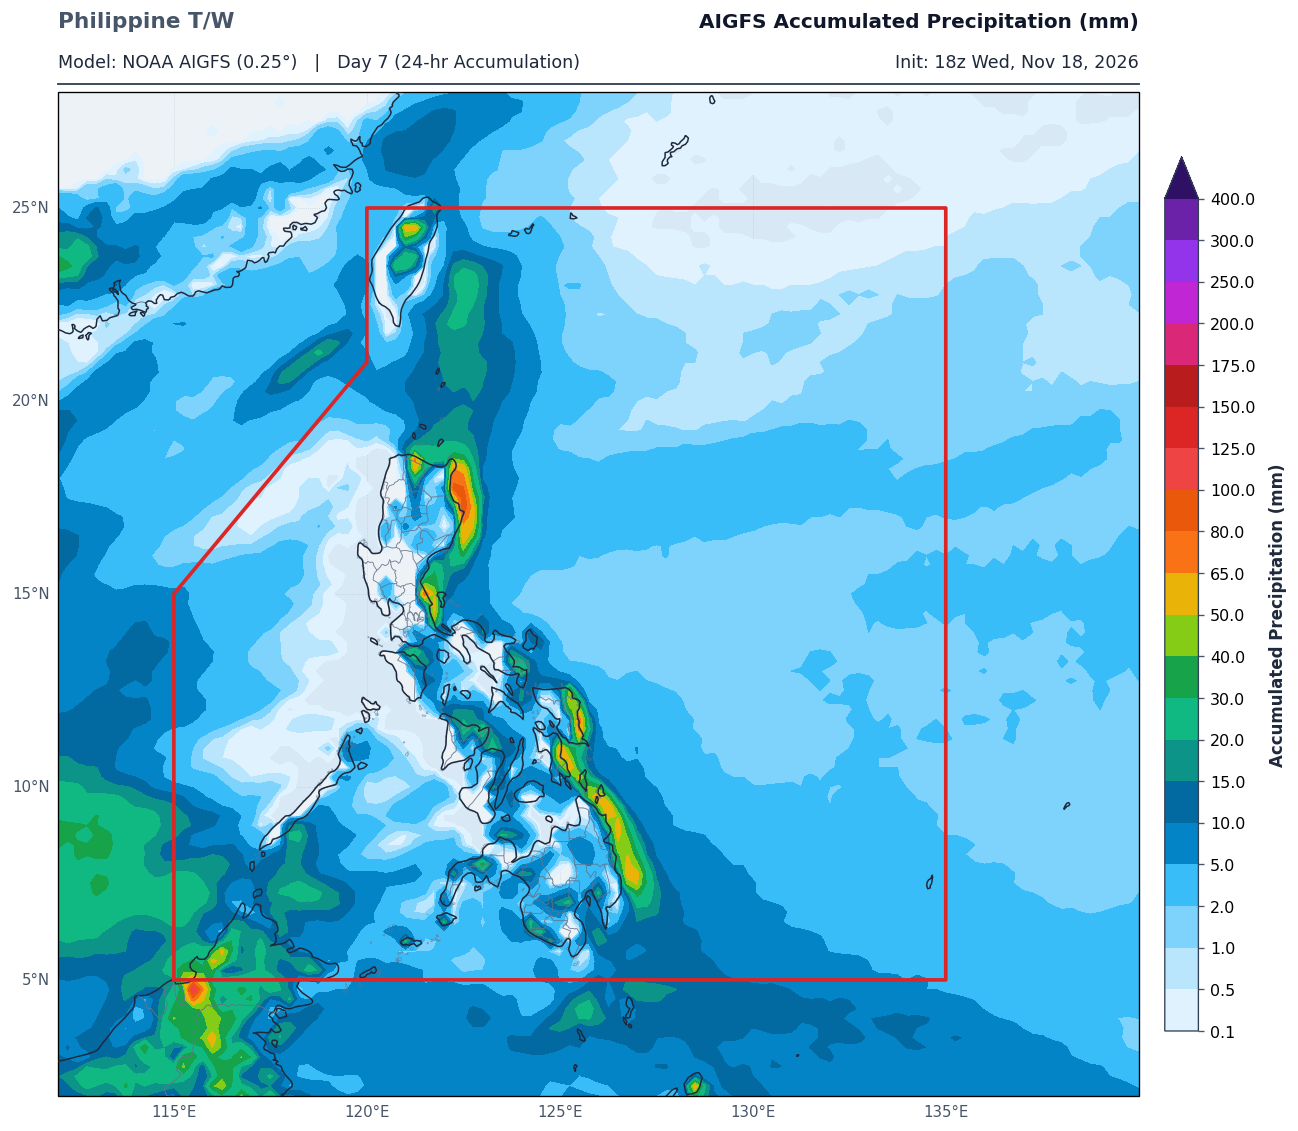 Philippine T/W
AIGFS Accumulated Precipitation (mm)
Model: NOAA AIGFS (0.25°)   |   Day 7 (24-hr Accumulation)
Init: 18z Wed, Nov 18, 2026
25°N
20°N
15°N
10°N
5°N
115°E
120°E
125°E
130°E
135°E
400.0
300.0
250.0
200.0
175.0
150.0
125.0
100.0
80.0
65.0
50.0
40.0
30.0
20.0
15.0
10.0
5.0
2.0
1.0
0.5
0.1
Accumulated Precipitation (mm)